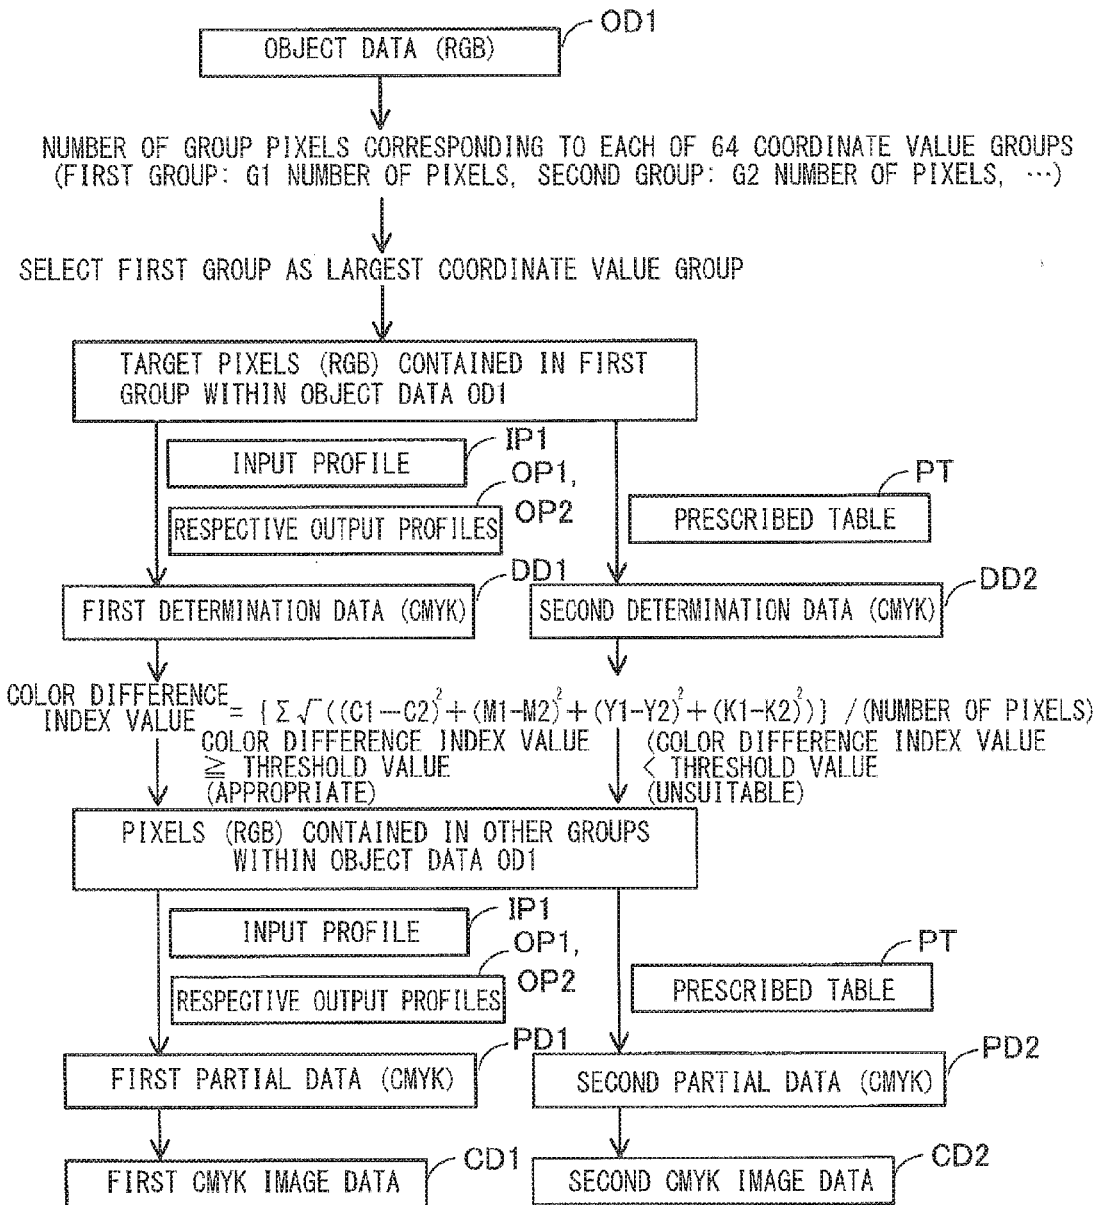 OD1
OBJECT DATA (RGB)
NUMBER OF GROUP PIXELS CORRESPONDING TO EACH OF 64 COORDINATE VALUE GROUPS
(FIRST GROUP: G1 NUMBER OF PIXELS, SECOND GROUP: G2 NUMBER OF PIXELS, ⋯)
SELECT FIRST GROUP AS LARGEST COORDINATE VALUE GROUP
TARGET PIXELS (RGB) CONTAINED IN FIRST
GROUP WITHIN OBJECT DATA OD1
IP1
INPUT PROFILE
OP1,
OP2
RESPECTIVE OUTPUT PROFILES
PT
PRESCRIBED TABLE
DD1
FIRST DETERMINATION DATA (CMYK)
DD2
SECOND DETERMINATION DATA (CMYK)
COLOR DIFFERENCE
INDEX VALUE = {Σ√((C1-C2)²+(M1-M2)²+(Y1-Y2)²+(K1-K2)²)}/(NUMBER OF PIXELS)
COLOR DIFFERENCE INDEX VALUE
≧ THRESHOLD VALUE
(APPROPRIATE)
(COLOR DIFFERENCE INDEX VALUE
< THRESHOLD VALUE
(UNSUITABLE)
PIXELS (RGB) CONTAINED IN OTHER GROUPS
WITHIN OBJECT DATA OD1
IP1
INPUT PROFILE
OP1,
OP2
RESPECTIVE OUTPUT PROFILES
PT
PRESCRIBED TABLE
PD1
FIRST PARTIAL DATA (CMYK)
PD2
SECOND PARTIAL DATA (CMYK)
CD1
FIRST CMYK IMAGE DATA
CD2
SECOND CMYK IMAGE DATA